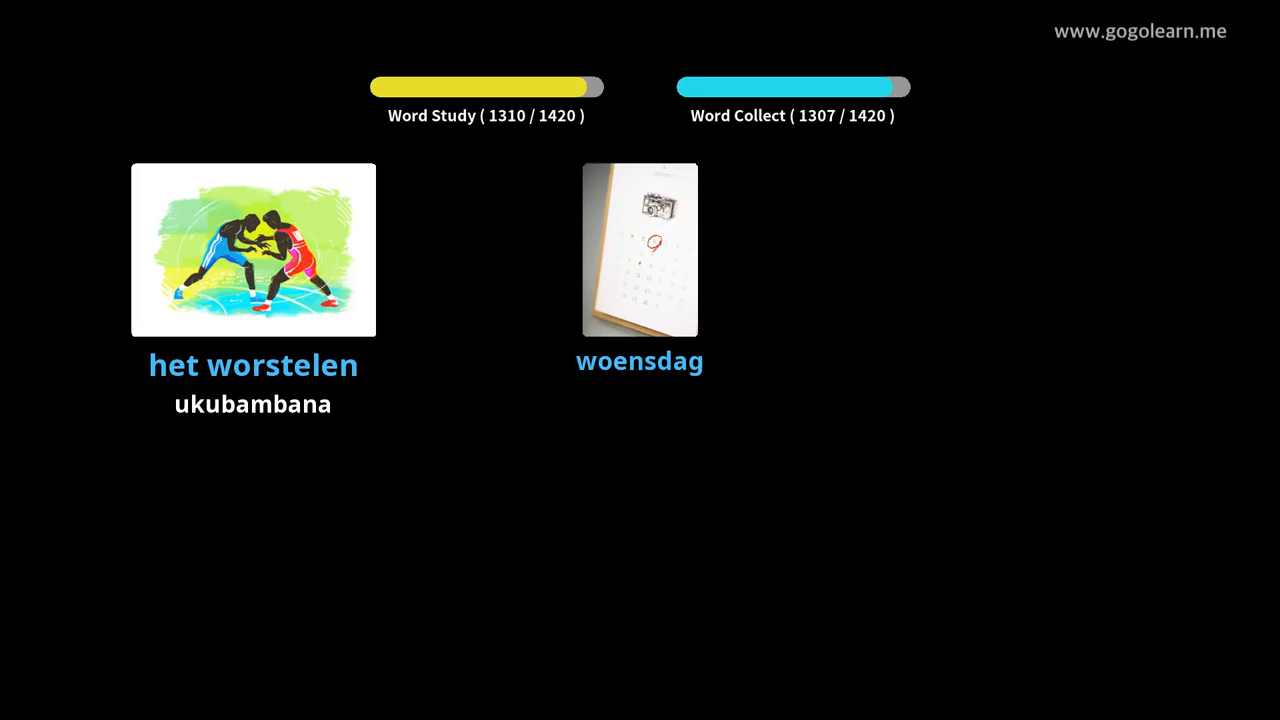 www.gogolearn.me
Word Study ( 1310 / 1420 )
Word Collect ( 1307 / 1420 )
het worstelen
ukubambana
woensdag